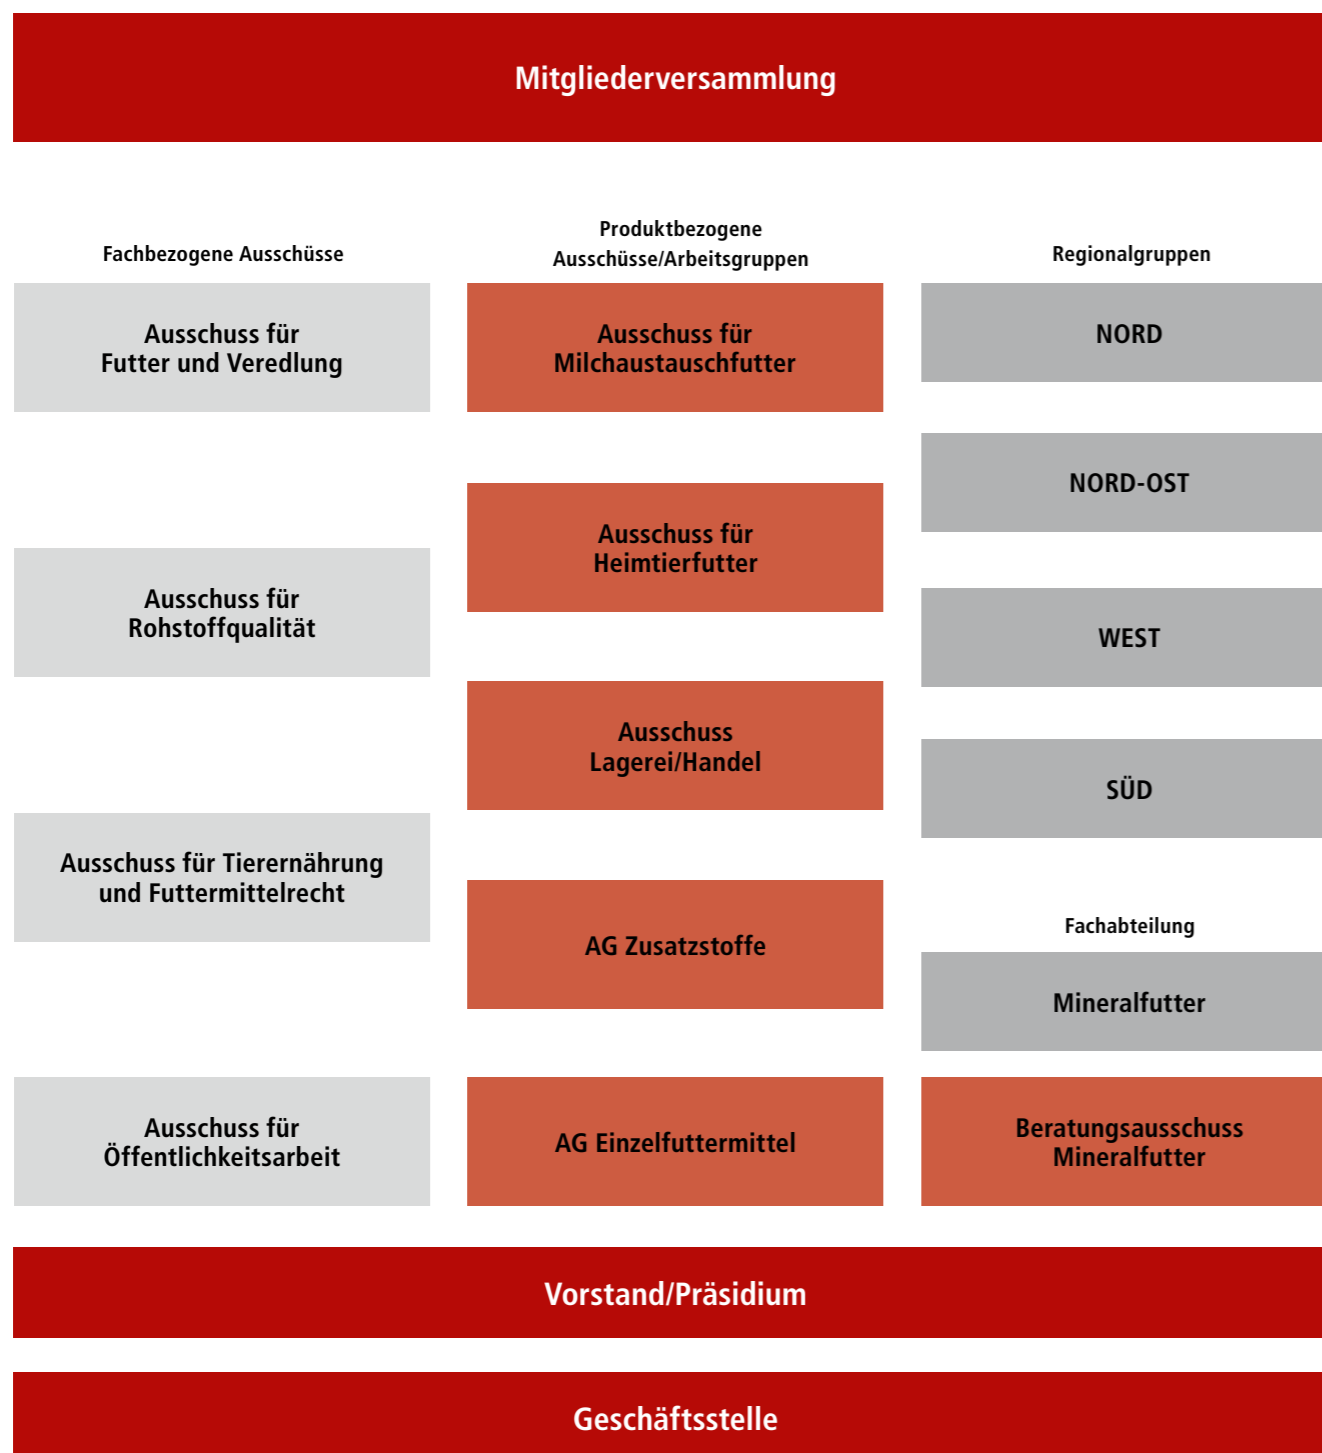 Mitgliederversammlung
Fachbezogene Ausschüsse
Ausschuss für
Futter und Veredlung
Ausschuss für
Rohstoffqualität
Ausschuss für Tierernährung
und Futtermittelrecht
Ausschuss für
Öffentlichkeitsarbeit
Produktbezogene
Ausschüsse/Arbeitsgruppen
Ausschuss für
Milchaustauschfutter
Ausschuss für
Heimtierfutter
Ausschuss
Lagerei/Handel
AG Zusatzstoffe
AG Einzelfuttermittel
Regionalgruppen
NORD
NORD-OST
WEST
SÜD
Fachabteilung
Mineralfutter
Beratungsausschuss
Mineralfutter
Vorstand/Präsidium
Geschäftsstelle